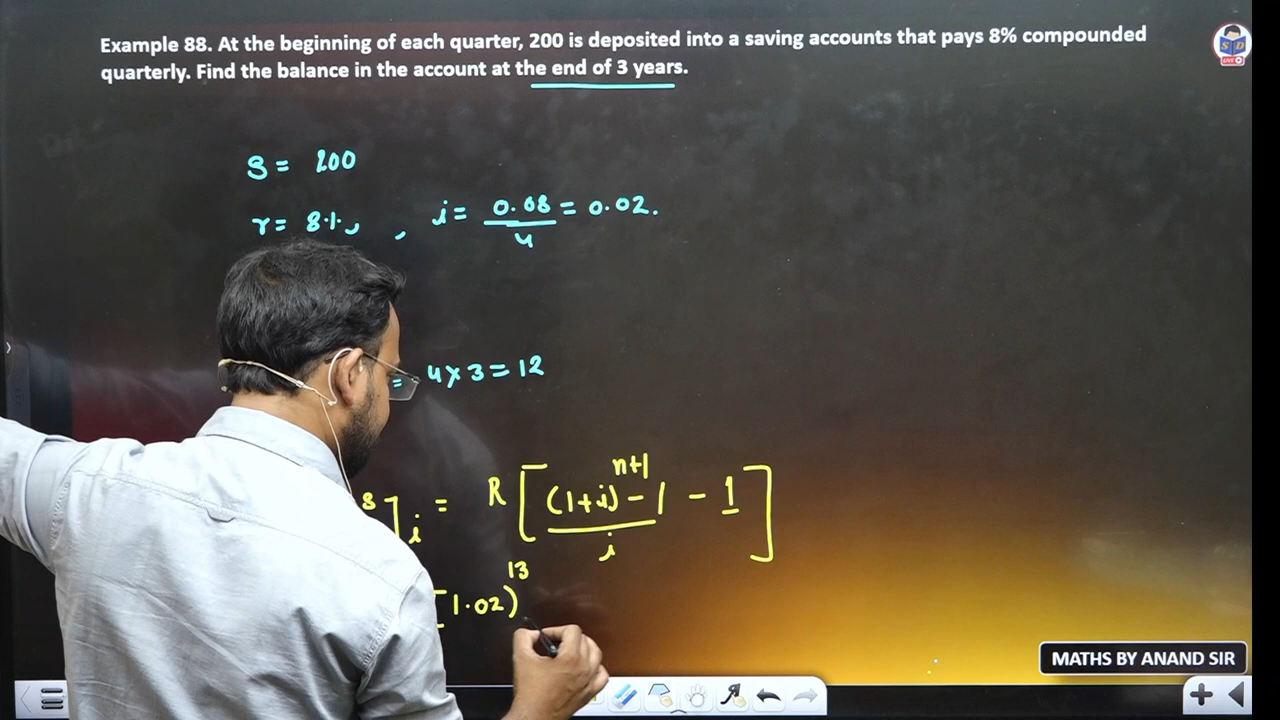 Example 88. At the beginning of each quarter, 200 is deposited into a saving accounts that pays 8% compounded
quarterly. Find the balance in the account at the end of 3 years.
S D
LIVE
S = 200
r = 8%, , i = 0.08/4 = 0.02.
= 4 × 3 = 12
S]i = R [ (1+i)^n+1 - 1 / i - 1 ]
[1.02)^13
MATHS BY ANAND SIR